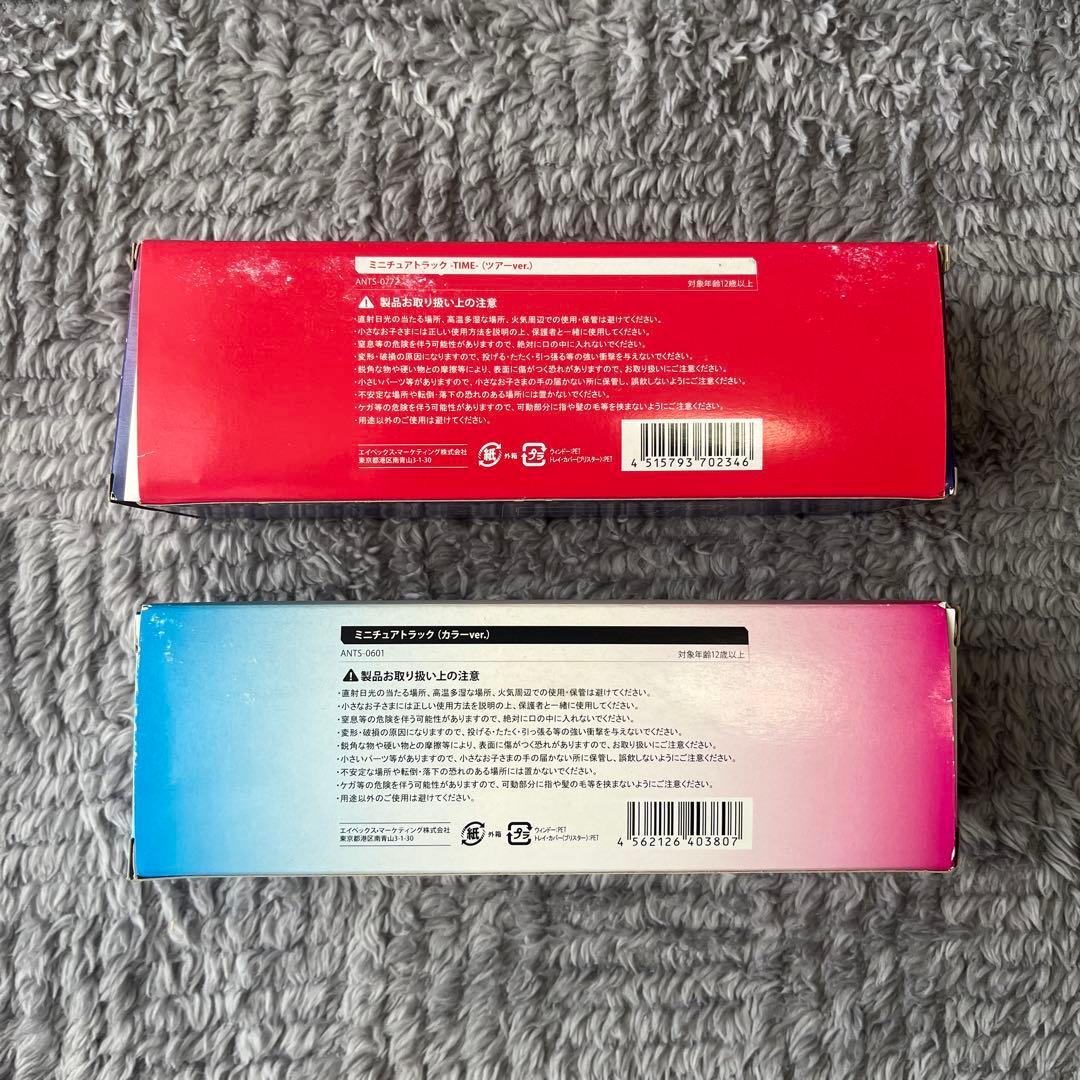 ミニチュアトラック -TIME- (ツアーver.)
ANTS-0772 対象年齢12歳以上
製品お取り扱い上の注意
・直射日光の当たる場所、高温多湿な場所、火気周辺での使用・保管は避けてください。
・小さなお子さまには正しい使用方法を説明の上、保護者と一緒に使用してください。
・窒息等の危険を伴う可能性がありますので、絶対に口の中に入れないでください。
・変形・破損の原因になりますので、投げる・たたく・引っ張る等の強い衝撃を与えないでください。
・鋭角な物や硬い物との摩擦等により、表面に傷がつく恐れがありますので、お取り扱いにご注意ください。
・小さいパーツ等がありますので、小さなお子さまの手の届かない所に保管し、誤飲しないようにご注意ください。
・不安定な場所や転倒・落下の恐れのある場所には置かないでください。
・ケガ等の危険を伴う可能性がありますので、可動部分に指や髪の毛等を挟まないようにご注意ください。
・用途以外のご使用は避けてください。
エイベックス・マーケティング株式会社
東京都港区南青山3-1-30
紙 外箱 プラ ウィンドー:PET
トレイ・カバー(ブリスター):PET
4 515793 702346
ミニチュアトラック (カラーver.)
ANTS-0601 対象年齢12歳以上
製品お取り扱い上の注意
・直射日光の当たる場所、高温多湿な場所、火気周辺での使用・保管は避けてください。
・小さなお子さまには正しい使用方法を説明の上、保護者と一緒に使用してください。
・窒息等の危険を伴う可能性がありますので、絶対に口の中に入れないでください。
・変形・破損の原因になりますので、投げる・たたく・引っ張る等の強い衝撃を与えないでください。
・鋭角な物や硬い物との摩擦等により、表面に傷がつく恐れがありますので、お取り扱いにご注意ください。
・小さいパーツ等がありますので、小さなお子さまの手の届かない所に保管し、誤飲しないようにご注意ください。
・不安定な場所や転倒・落下の恐れのある場所には置かないでください。
・ケガ等の危険を伴う可能性がありますので、可動部分に指や髪の毛等を挟まないようにご注意ください。
・用途以外のご使用は避けてください。
エイベックス・マーケティング株式会社
東京都港区南青山3-1-30
紙 外箱 プラ ウィンドー:PET
トレイ・カバー(ブリスター):PET
4 562126 403807